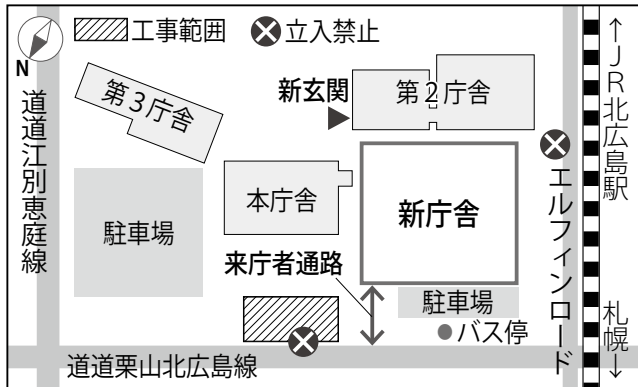 N
工事範囲
立入禁止
道道江別恵庭線
第3庁舎
新玄関
第2庁舎
↑JR北広島駅
本庁舎
新庁舎
エルフィンロード
駐車場
来庁者通路
駐車場
バス停
札幌↓
道道栗山北広島線